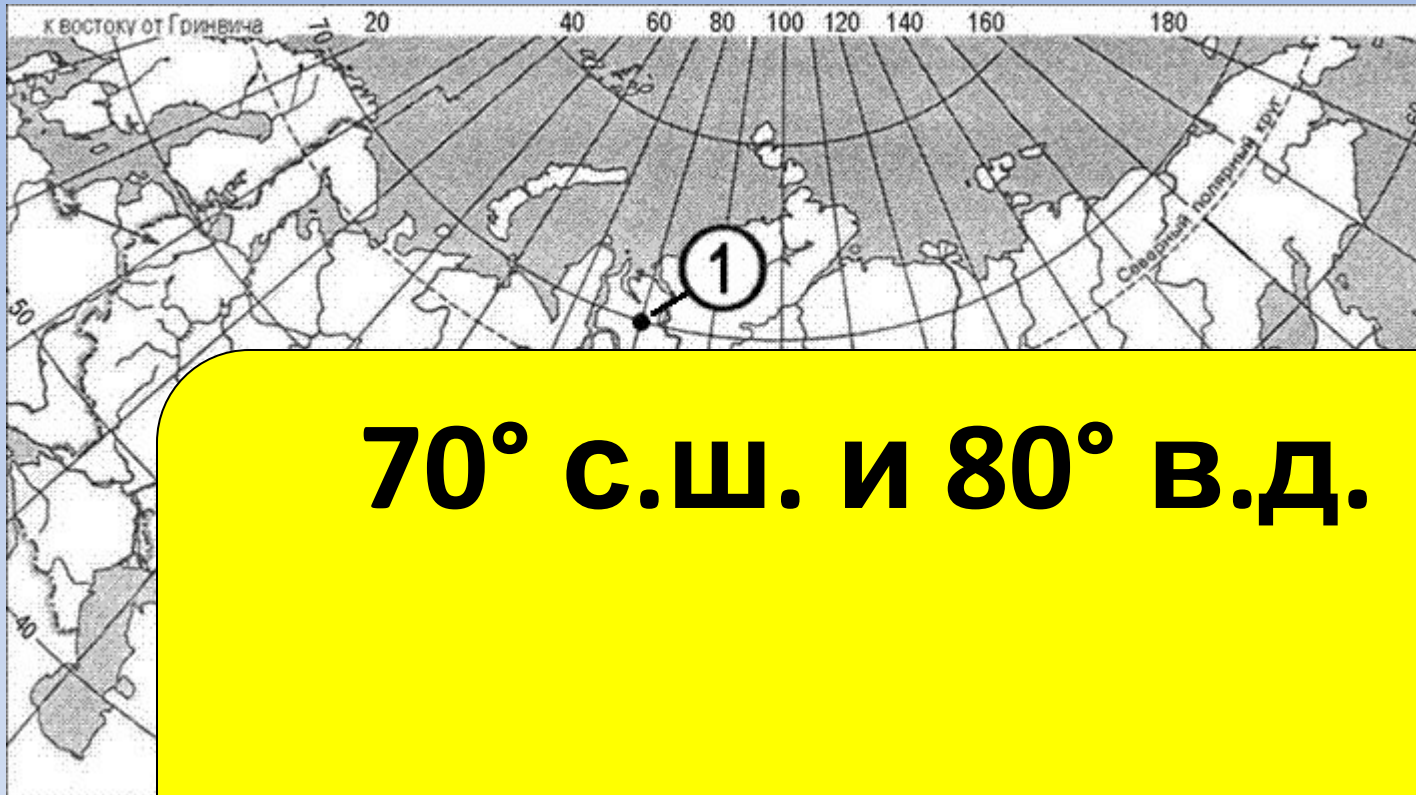 к востоку от Гринвича 70 20 40 60 80 100 120 140 160 180
1
Северный полярный круг
50
40
70° с.ш. и 80° в.д.